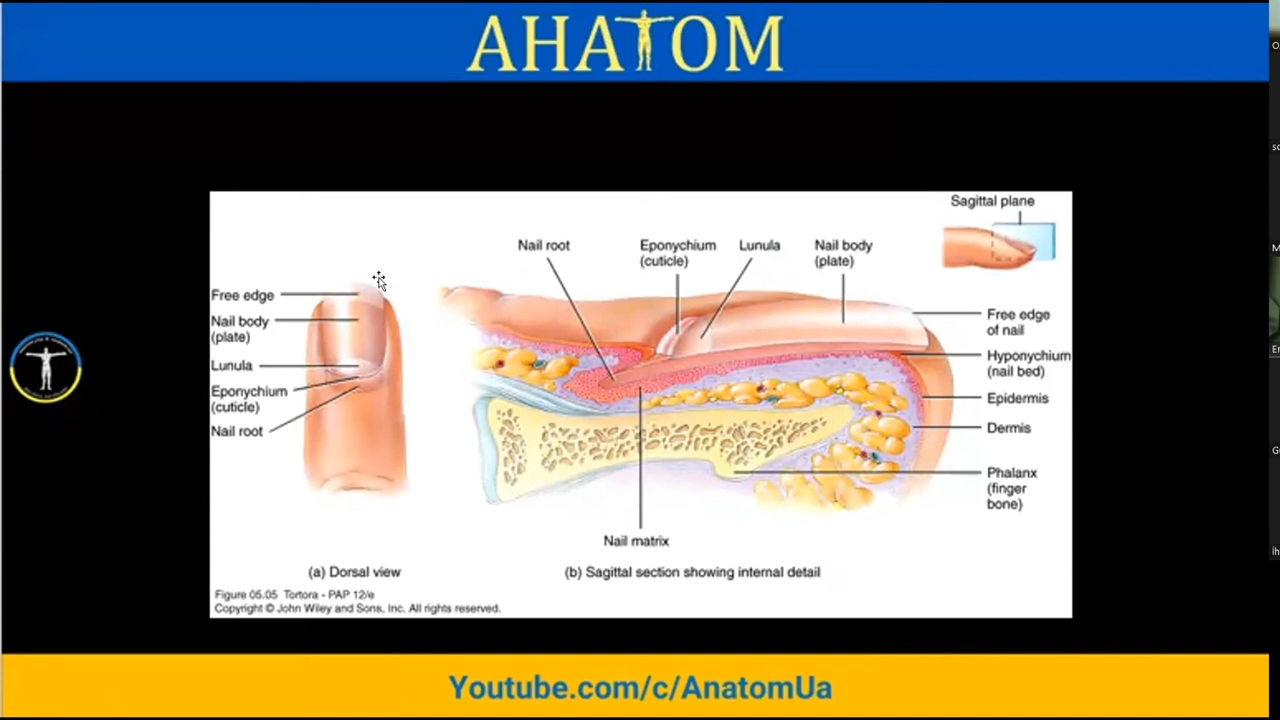 АНАТОМ
Sagittal plane
Nail root
Eponychium
(cuticle)
Lunula
Nail body
(plate)
Free edge
Nail body
(plate)
Lunula
Eponychium
(cuticle)
Nail root
Free edge
of nail
Hyponychium
(nail bed)
Epidermis
Dermis
Phalanx
(finger
bone)
Nail matrix
(a) Dorsal view
(b) Sagittal section showing internal detail
Figure 05.05 Tortora - PAP 12/e
Copyright © John Wiley and Sons, Inc. All rights reserved.
Youtube.com/c/AnatomUa